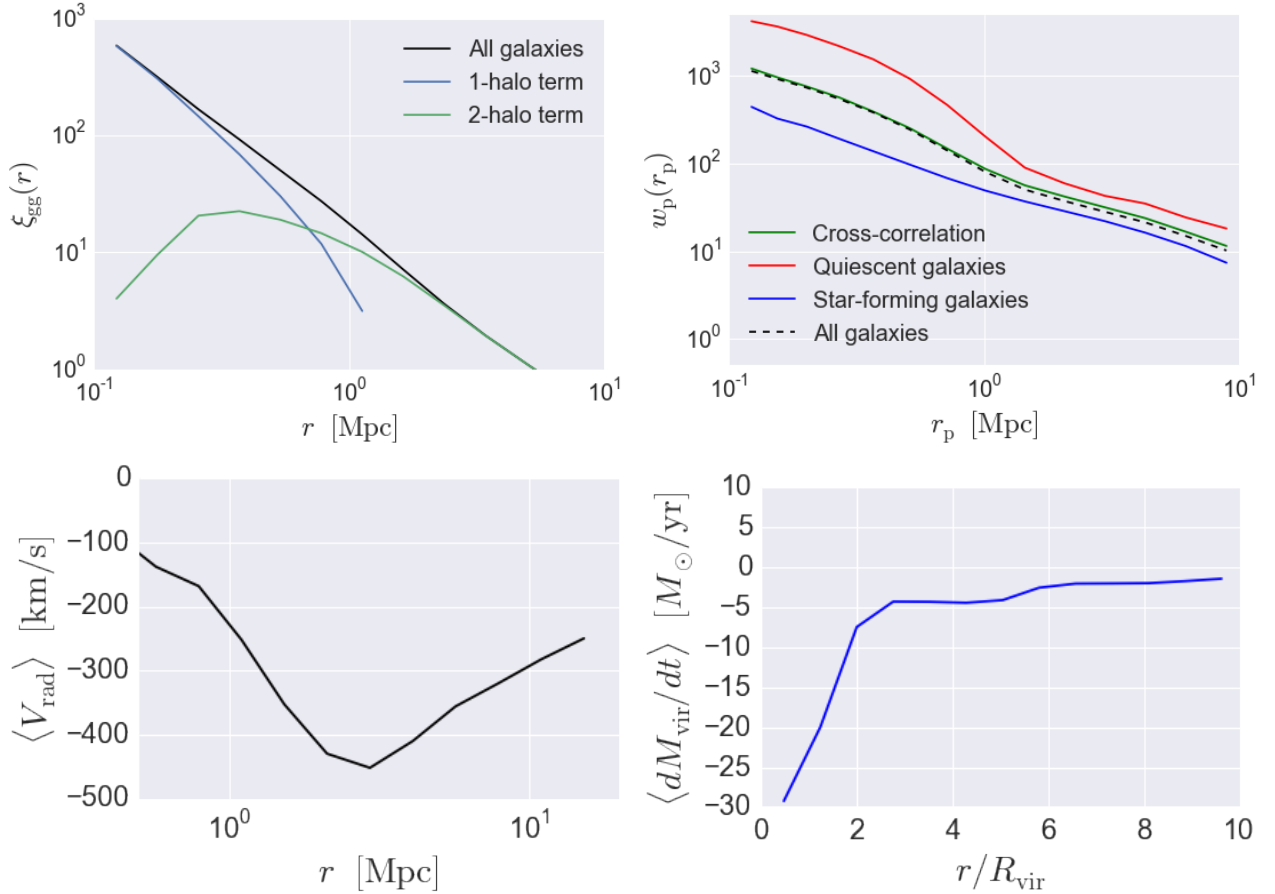 10³
10²
10¹
10⁰
ξgg(r)
All galaxies
1-halo term
2-halo term
10⁻¹ 10⁰ 10¹
r [Mpc]
10³
10²
10¹
10⁰
wp(rp)
Cross-correlation
Quiescent galaxies
Star-forming galaxies
All galaxies
10⁻¹ 10⁰ 10¹
rp [Mpc]
0
−100
−200
−300
−400
−500
⟨Vrad⟩ [km/s]
10⁰ 10¹
r [Mpc]
10
5
0
−5
−10
−15
−20
−25
−30
⟨dMvir/dt⟩ [M⊙/yr]
0 2 4 6 8 10
r/Rvir